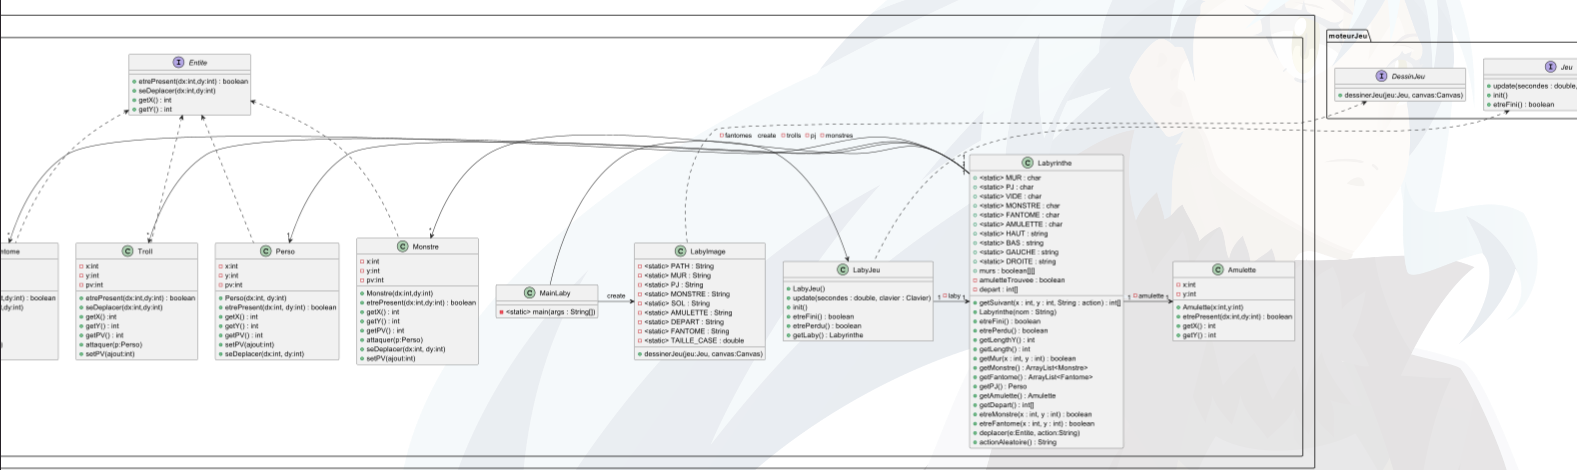 moteurJeu
I Entite
etrePresent(dx:int,dy:int) : boolean
seDeplacer(dx:int,dy:int)
getX() : int
getY() : int
I DessinJeu
dessinerJeu(jeu:Jeu, canvas:Canvas)
I Jeu
update(secondes : double,
init()
etreFini() : boolean
fantomes create trolls pj monstres
ntome
t,dy:int) : boolean
dy:int)
)
C Troll
x:int
y:int
pv:int
etrePresent(dx:int,dy:int) : boolean
seDeplacer(dx:int,dy:int)
getX() : int
getY() : int
getPV() : int
attaquer(p:Perso)
setPV(ajout:int)
C Perso
x:int
y:int
pv:int
Perso(dx:int, dy:int)
etrePresent(dx:int,dy:int) : boolean
getX() : int
getY() : int
getPV() : int
setPV(ajout:int)
seDeplacer(dx:int, dy:int)
C Monstre
x:int
y:int
pv:int
Monstre(dx:int,dy:int)
etrePresent(dx:int,dy:int) : boolean
getX() : int
getY() : int
getPV() : int
attaquer(p:Perso)
seDeplacer(dx:int, dy:int)
setPV(ajout:int)
C MainLaby
<static> main(args : String[])
create
C LabyImage
<static> PATH : String
<static> MUR : String
<static> PJ : String
<static> MONSTRE : String
<static> SOL : String
<static> AMULETTE : String
<static> DEPART : String
<static> FANTOME : String
<static> TAILLE_CASE : double
dessinerJeu(jeu:Jeu, canvas:Canvas)
C LabyJeu
LabyJeu()
update(secondes : double, clavier : Clavier)
init()
etreFini() : boolean
etrePerdu() : boolean
getLaby() : Labyrinthe
1 laby 1
C Labyrinthe
<static> MUR : char
<static> PJ : char
<static> VIDE : char
<static> MONSTRE : char
<static> FANTOME : char
<static> AMULETTE : char
<static> HAUT : string
<static> BAS : string
<static> GAUCHE : string
<static> DROITE : string
murs : boolean[][]
amuletteTrouvee : boolean
depart : int[]
getSuivant(x : int, y : int, String : action) : int[]
Labyrinthe(nom : String)
etreFini() : boolean
etrePerdu() : boolean
getLengthY() : int
getLength() : int
getMur(x : int, y : int) : boolean
getMonstre() : ArrayList<Monstre>
getFantome() : ArrayList<Fantome>
getPJ() : Perso
getAmulette() : Amulette
getDepart() : int[]
etreMonstre(x : int, y : int) : boolean
etreFantome(x : int, y : int) : boolean
deplacer(e:Entite, action:String)
actionAleatoire() : String
1 amulette 1
C Amulette
x:int
y:int
Amulette(x:int,y:int)
etrePresent(dx:int,dy:int) : boolean
getX() : int
getY() : int